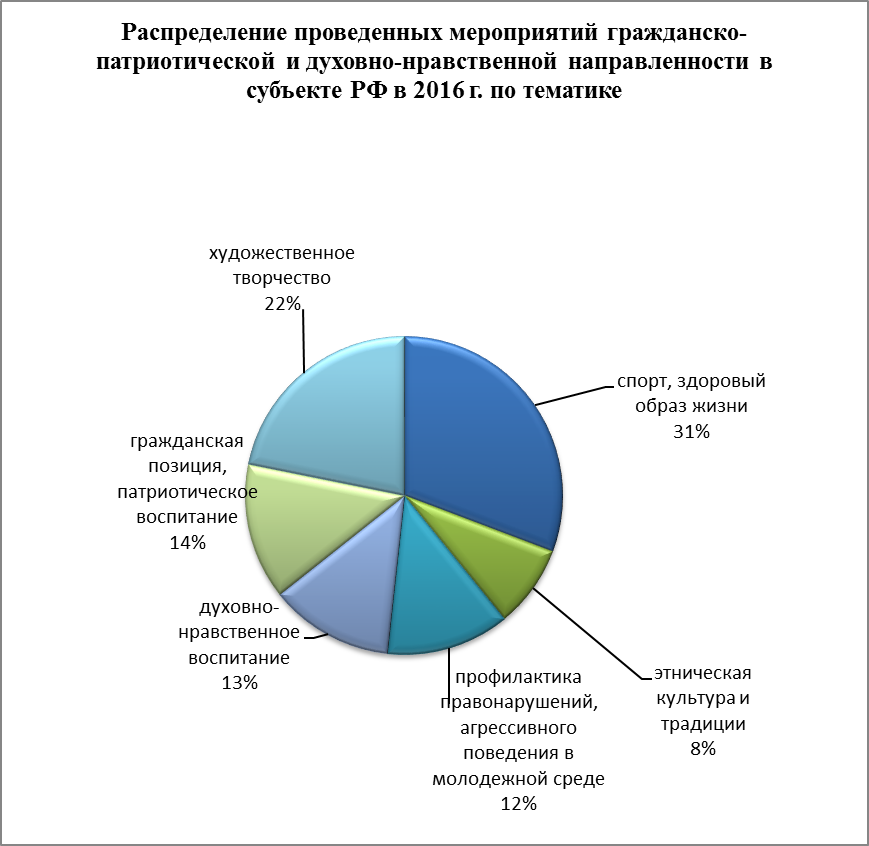 Распределение проведенных мероприятий гражданско-
патриотической и духовно-нравственной направленности в
субъекте РФ в 2016 г. по тематике
художественное
творчество
22%
спорт, здоровый
образ жизни
31%
гражданская
позиция,
патриотическое
воспитание
14%
духовно-
нравственное
воспитание
13%
профилактика
правонарушений,
агрессивного
поведения в
молодежной среде
12%
этническая
культура и
традиции
8%